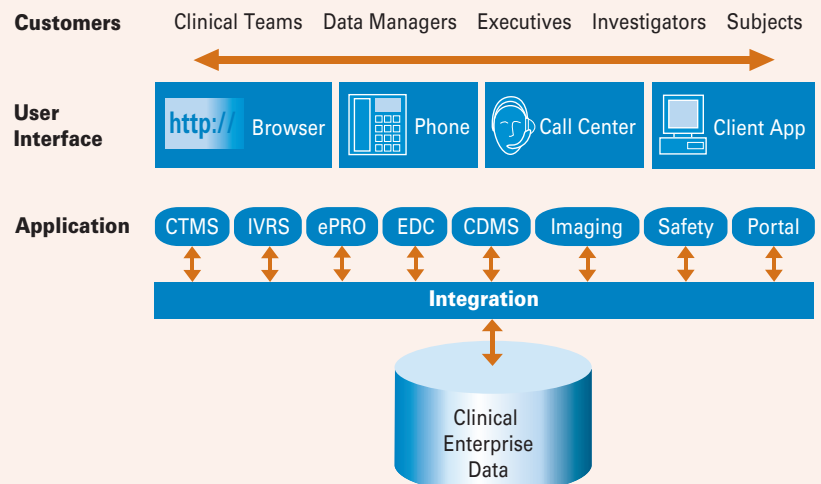 Customers Clinical Teams Data Managers Executives Investigators Subjects
User
Interface
http:// Browser Phone Call Center Client App
Application CTMS IVRS ePRO EDC CDMS Imaging Safety Portal
Integration
Clinical
Enterprise
Data